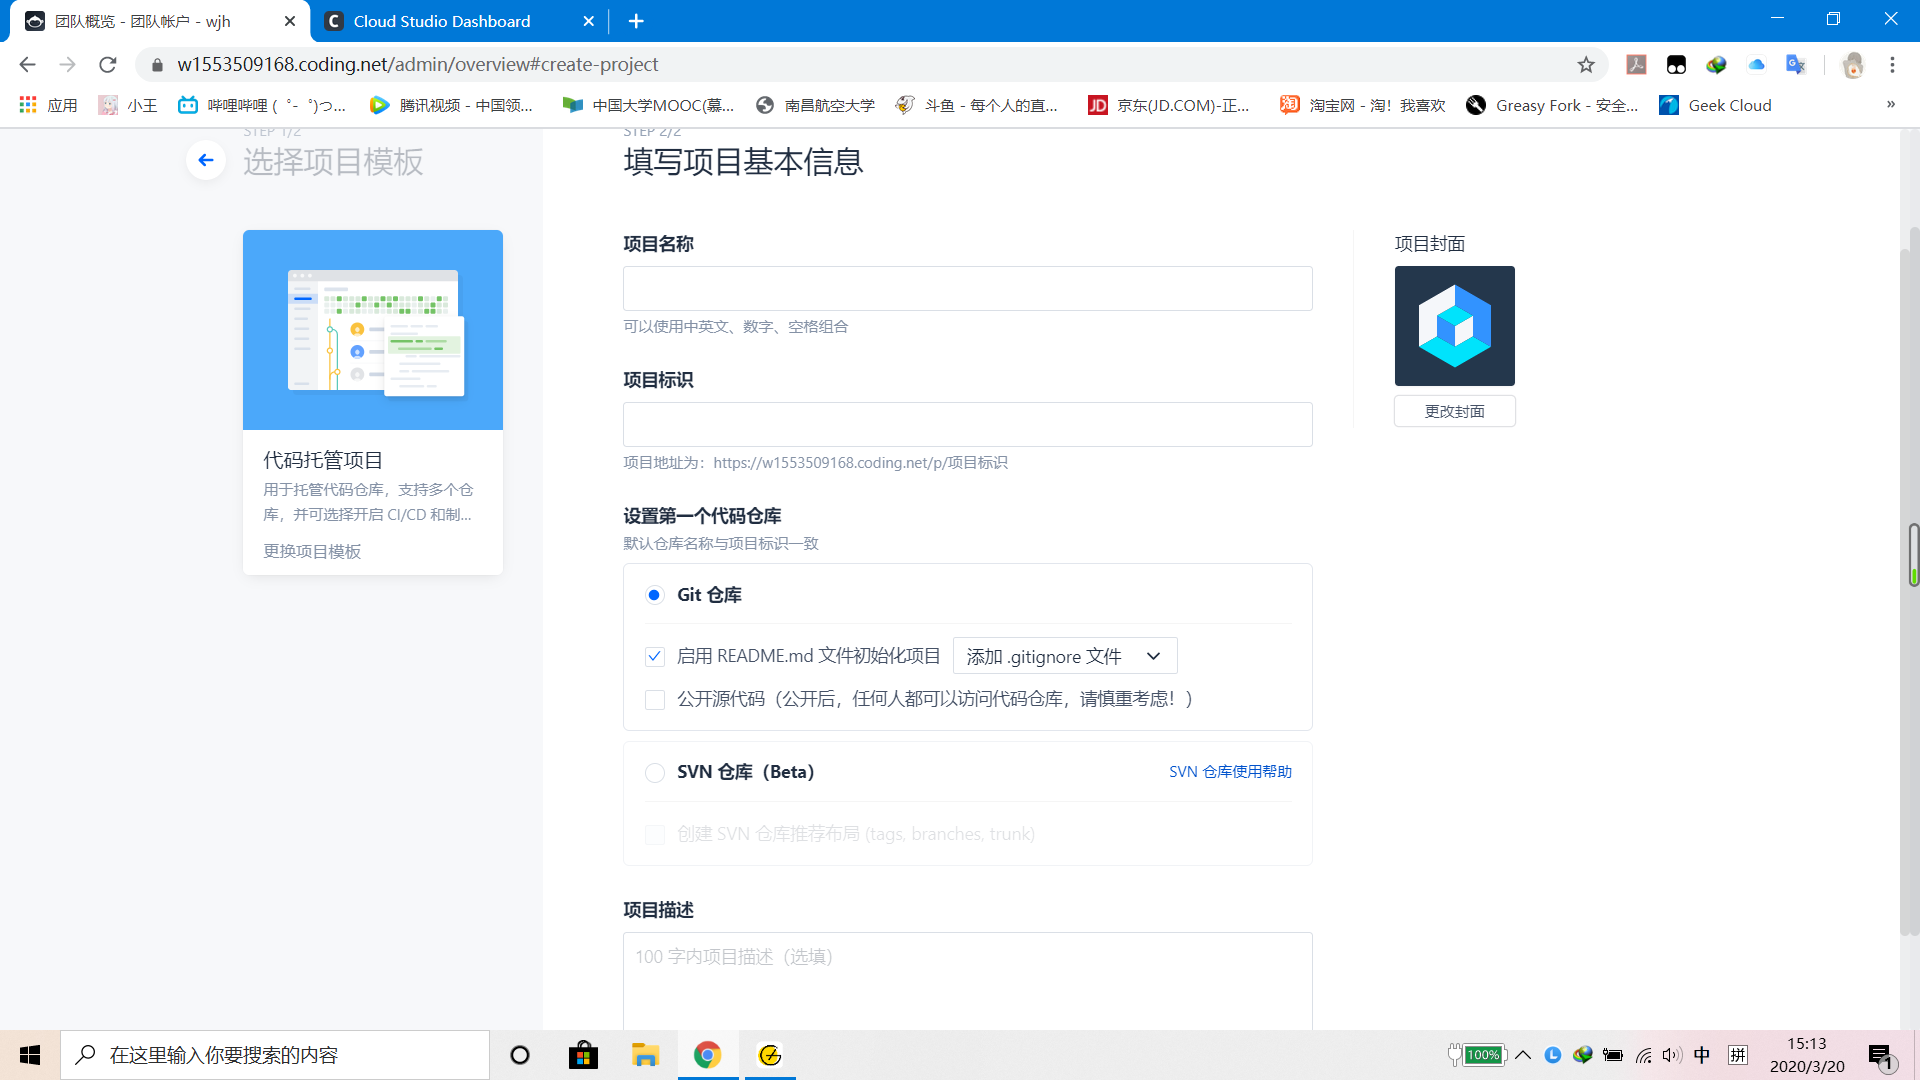 团队概览 - 团队帐户 - wjh
Cloud Studio Dashboard
w1553509168.coding.net/admin/overview#create-project
应用
小王
哔哩哔哩 ( ゜- ゜)つ...
腾讯视频 - 中国领...
中国大学MOOC(慕...
南昌航空大学
斗鱼 - 每个人的直...
京东(JD.COM)-正...
淘宝网 - 淘！我喜欢
Greasy Fork - 安全...
Geek Cloud
»
STEP 1/2
选择项目模板
代码托管项目
用于托管代码仓库，支持多个仓
库，并可选择开启 CI/CD 和制...
更换项目模板
STEP 2/2
填写项目基本信息
项目名称
可以使用中英文、数字、空格组合
项目标识
项目地址为：https://w1553509168.coding.net/p/项目标识
设置第一个代码仓库
默认仓库名称与项目标识一致
Git 仓库
启用 README.md 文件初始化项目
添加 .gitignore 文件
公开源代码（公开后，任何人都可以访问代码仓库，请慎重考虑！）
SVN 仓库（Beta）
SVN 仓库使用帮助
创建 SVN 仓库推荐布局 (tags, branches, trunk)
项目描述
100 字内项目描述（选填）
项目封面
更改封面
在这里输入你要搜索的内容
100%
中
拼
15:13
2020/3/20
1